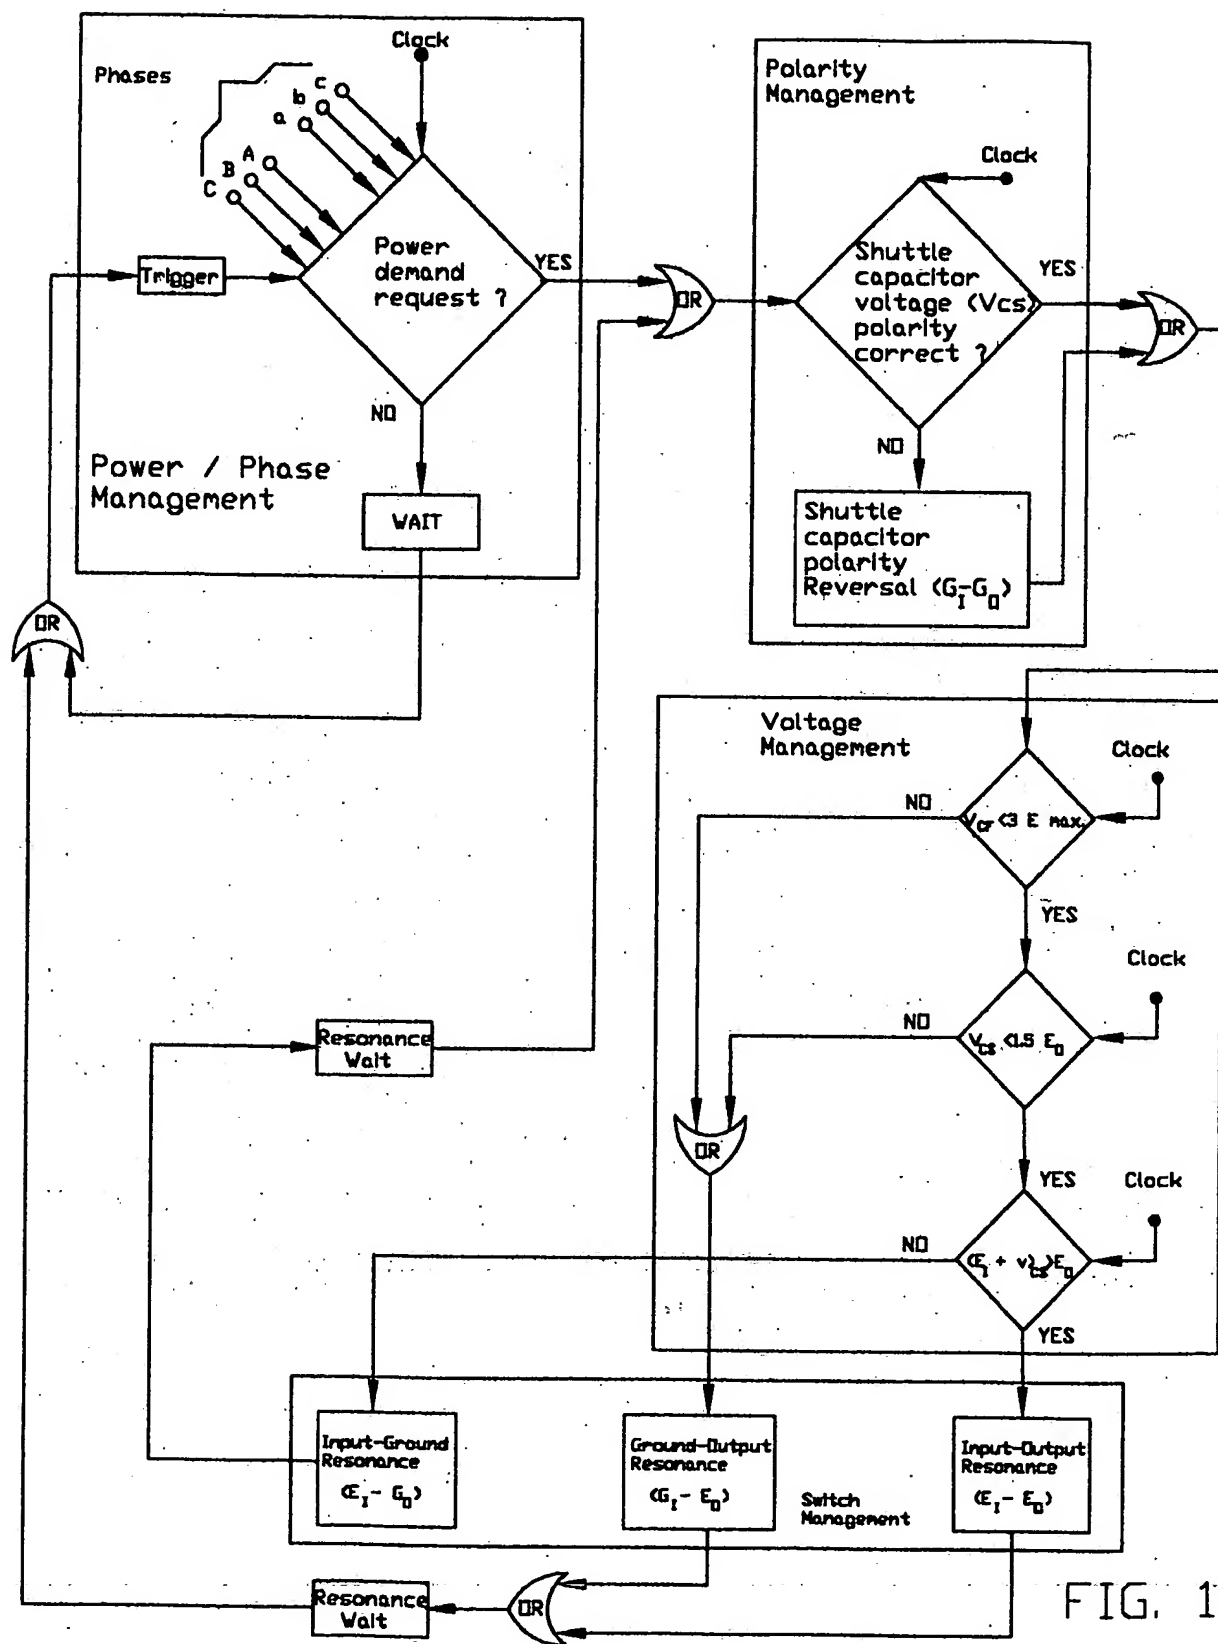 Phases
Clock
c
b
a
A
B
C
Trigger
Power
demand
request ?
YES
NO
WAIT
Power / Phase
Management
OR
OR
Polarity
Management
Clock
Shuttle
capacitor
voltage (Vcs)
polarity
correct ?
YES
NO
OR
Shuttle
capacitor
polarity
Reversal (G_I-G_O)
Voltage
Management
Clock
NO
V_cr <3 E max.
YES
Clock
NO
V_cs <1.5 E_O
YES
OR
Clock
NO
(E_I + v)_cs>E_O
YES
Resonance
Wait
Input-Ground
Resonance
(E_I - G_O)
Ground-Output
Resonance
(G_I - E_O)
Input-Output
Resonance
(E_I - E_O)
Switch
Management
Resonance
Wait
OR
FIG. 1